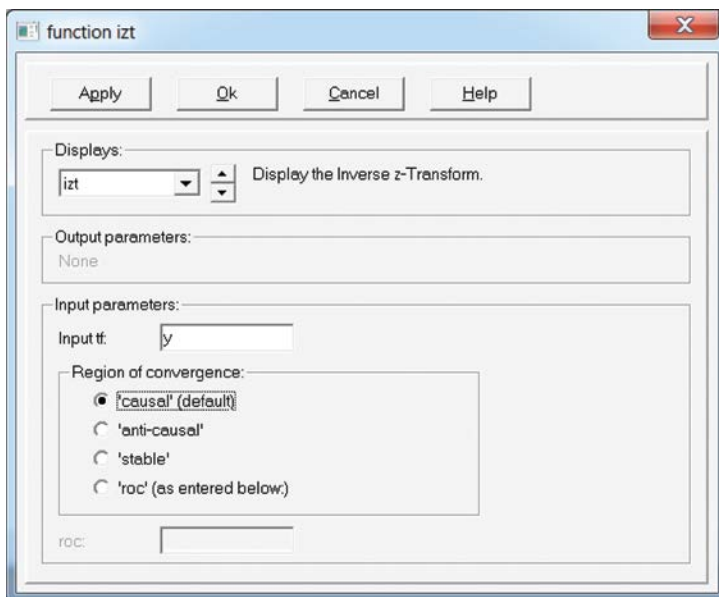 function izt
Apply Ok Cancel Help
Displays:
izt Display the Inverse z-Transform.
Output parameters:
None
Input parameters:
Input tf: y
Region of convergence:
'causal' (default)
'anti-causal'
'stable'
'roc' (as entered below:)
roc: